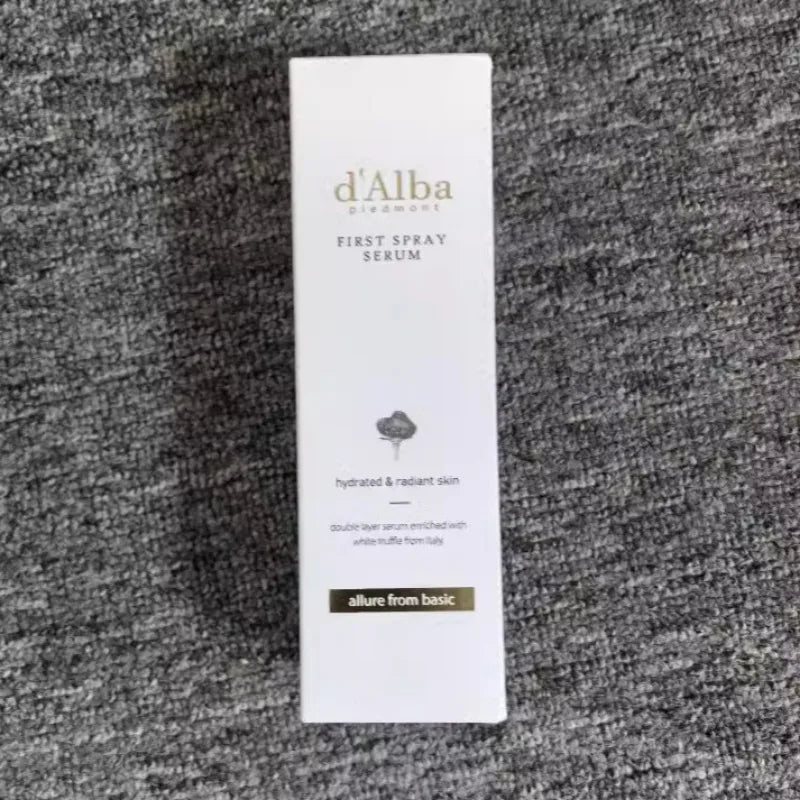 d'Alba
piedmont
FIRST SPRAY
SERUM
hydrated & radiant skin
double layer serum enriched with
white truffle from Italy.
allure from basic